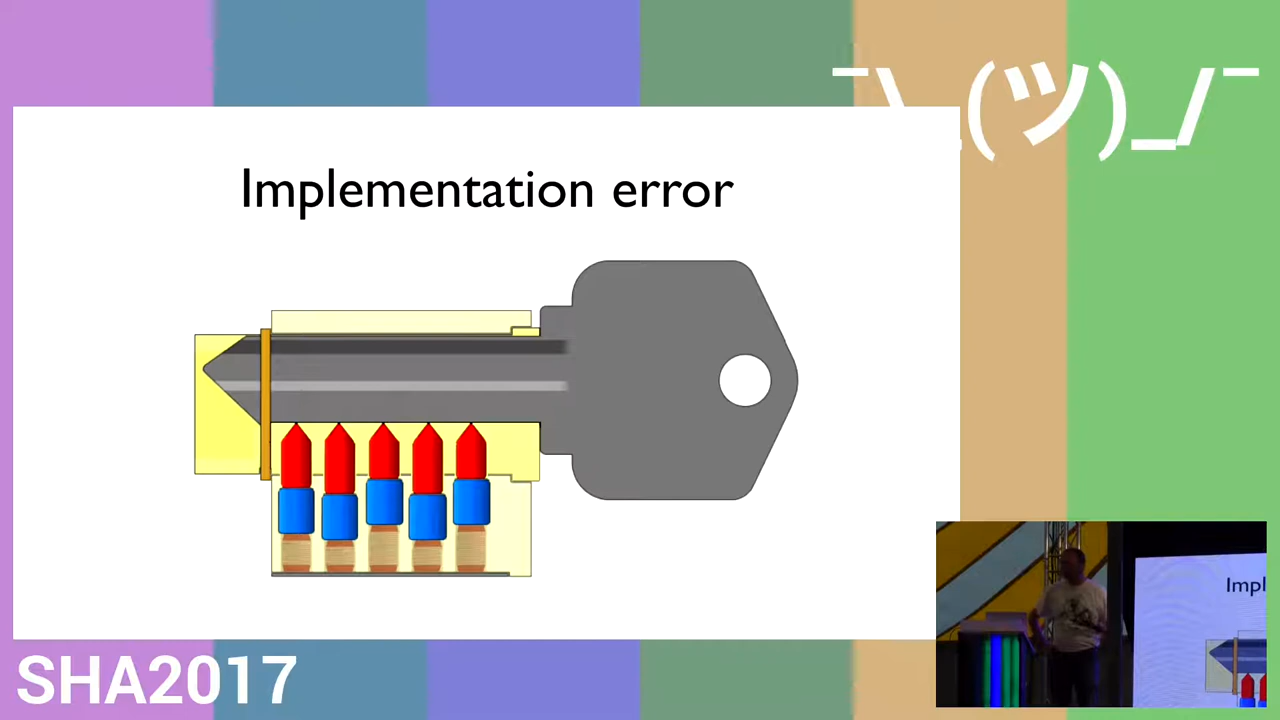 ¯\_(ツ)_/¯
Implementation error
Impl
SHA2017